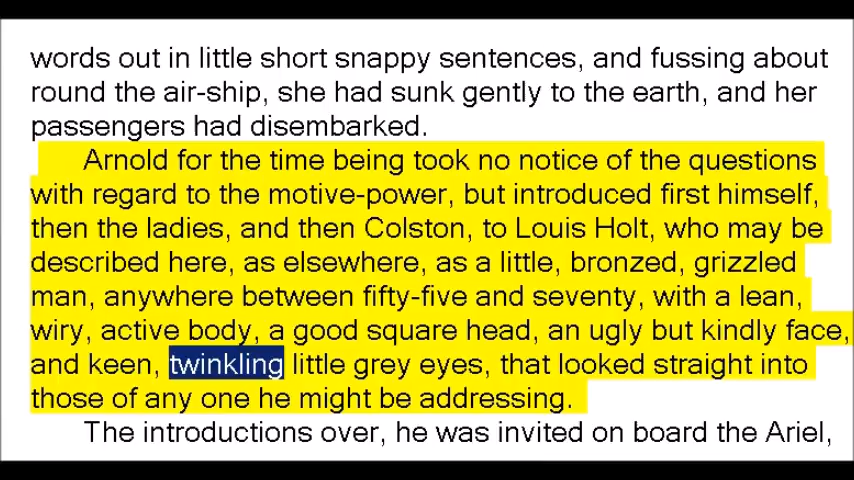 words out in little short snappy sentences, and fussing about
round the air-ship, she had sunk gently to the earth, and her
passengers had disembarked.
Arnold for the time being took no notice of the questions
with regard to the motive-power, but introduced first himself,
then the ladies, and then Colston, to Louis Holt, who may be
described here, as elsewhere, as a little, bronzed, grizzled
man, anywhere between fifty-five and seventy, with a lean,
wiry, active body, a good square head, an ugly but kindly face,
and keen, twinkling little grey eyes, that looked straight into
those of any one he might be addressing.
The introductions over, he was invited on board the Ariel,